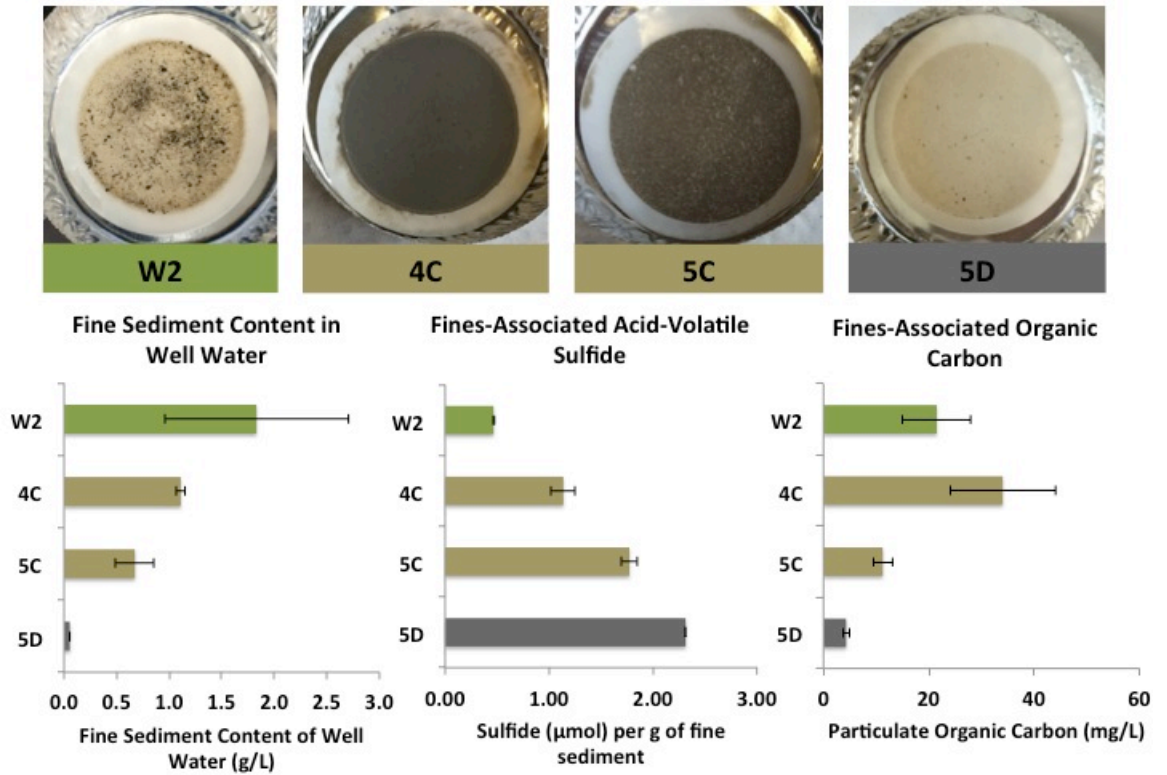 W2
4C
5C
5D
Fine Sediment Content in
Well Water
W2
4C
5C
5D
0.0 0.5 1.0 1.5 2.0 2.5 3.0
Fine Sediment Content of Well
Water (g/L)
Fines-Associated Acid-Volatile
Sulfide
W2
4C
5C
5D
0.00 1.00 2.00 3.00
Sulfide (μmol) per g of fine
sediment
Fines-Associated Organic
Carbon
W2
4C
5C
5D
0 20 40 60
Particulate Organic Carbon (mg/L)